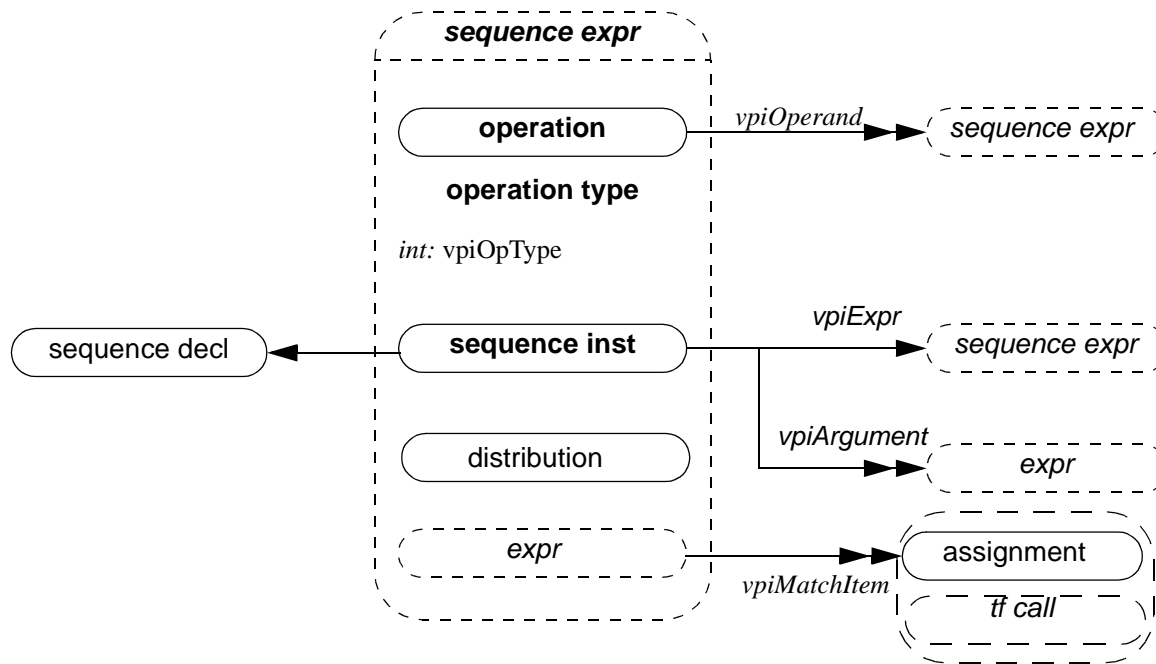 sequence expr
operation
vpiOperand
sequence expr
operation type
int: vpiOpType
sequence decl
sequence inst
vpiExpr
sequence expr
vpiArgument
distribution
expr
expr
vpiMatchItem
assignment
tf call